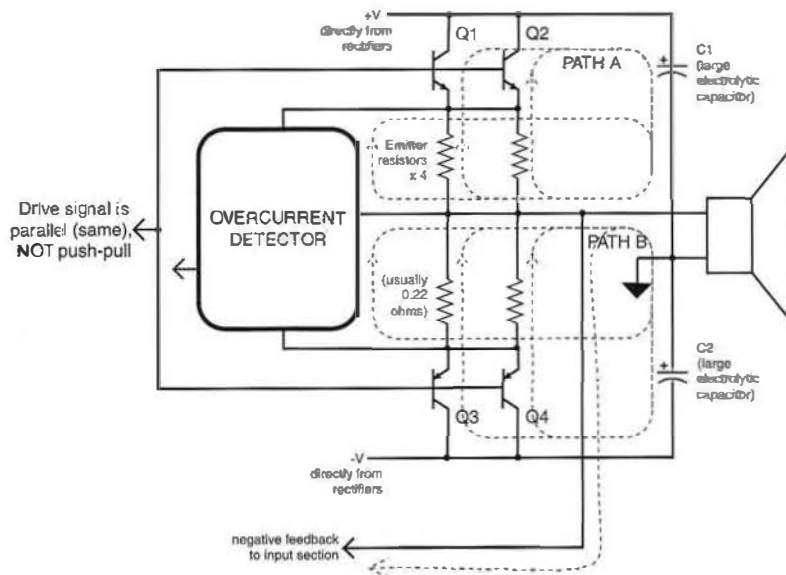 +V
directly from
rectifiers
Q1
Q2
PATH A
C1
(large
electrolytic
capacitor)
Emitter
resistors
x 4
Drive signal is
parallel (same),
NOT push-pull
OVERCURRENT
DETECTOR
PATH B
(usually
0.22
ohms)
C2
(large
electrolytic
capacitor)
Q3
Q4
-V
directly from
rectifiers
negative feedback
to input section
+
+